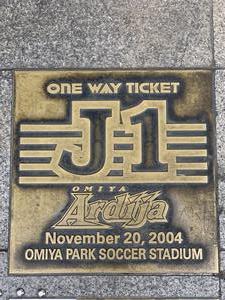 ONE WAY TICKET
J1
OMIYA
Ardija
November 20, 2004
OMIYA PARK SOCCER STADIUM